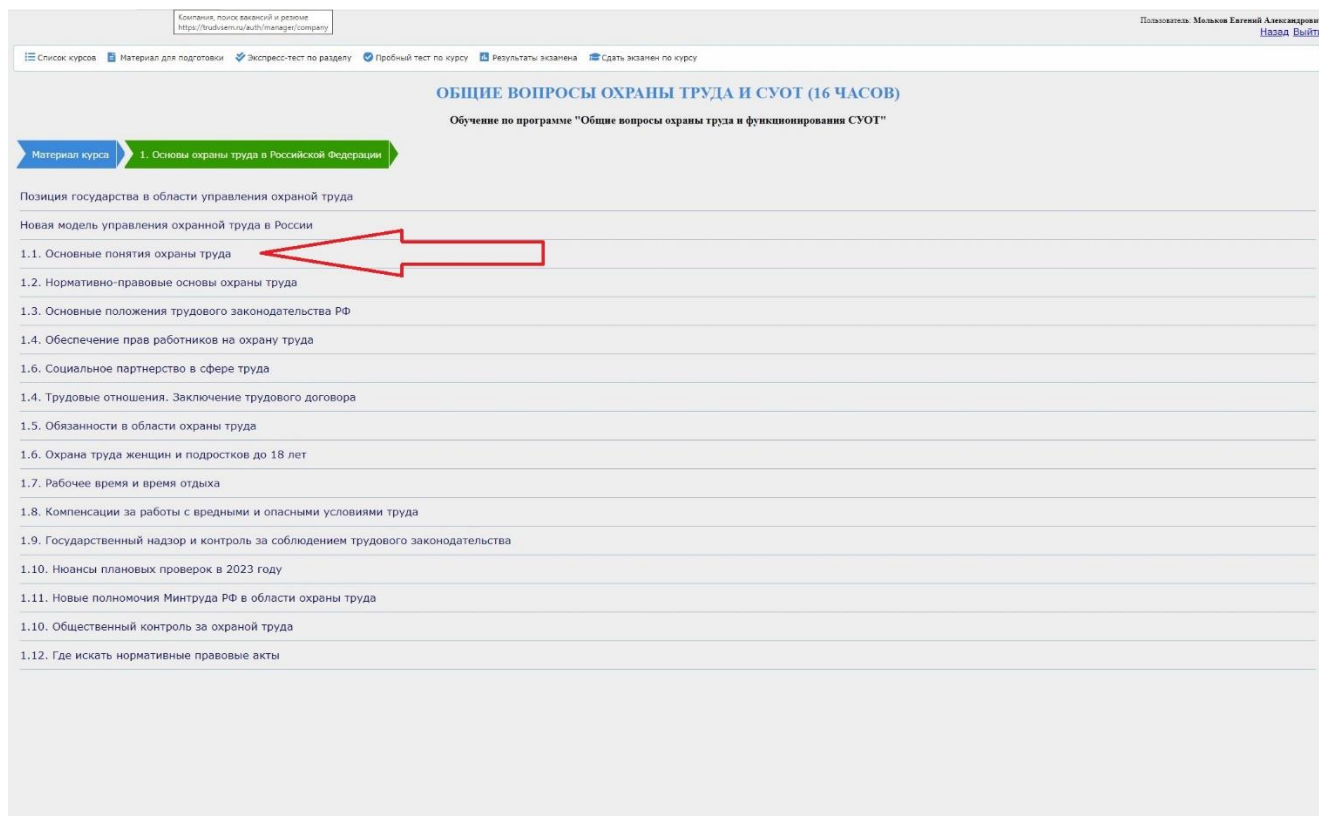 Компания, поиск вакансий и резюме
https://trudvsem.ru/auth/manager/company
Пользователь: Мольков Евгений Александрови
Назад Выйти
Список курсов Материал для подготовки Экспресс-тест по разделу Пробный тест по курсу Результаты экзамена Сдать экзамен по курсу
ОБЩИЕ ВОПРОСЫ ОХРАНЫ ТРУДА И СУОТ (16 ЧАСОВ)
Обучение по программе "Общие вопросы охраны труда и функционирования СУОТ"
Материал курса 1. Основы охраны труда в Российской Федерации
Позиция государства в области управления охраной труда
Новая модель управления охранной труда в России
1.1. Основные понятия охраны труда
1.2. Нормативно-правовые основы охраны труда
1.3. Основные положения трудового законодательства РФ
1.4. Обеспечение прав работников на охрану труда
1.6. Социальное партнерство в сфере труда
1.4. Трудовые отношения. Заключение трудового договора
1.5. Обязанности в области охраны труда
1.6. Охрана труда женщин и подростков до 18 лет
1.7. Рабочее время и время отдыха
1.8. Компенсации за работы с вредными и опасными условиями труда
1.9. Государственный надзор и контроль за соблюдением трудового законодательства
1.10. Нюансы плановых проверок в 2023 году
1.11. Новые полномочия Минтруда РФ в области охраны труда
1.10. Общественный контроль за охраной труда
1.12. Где искать нормативные правовые акты